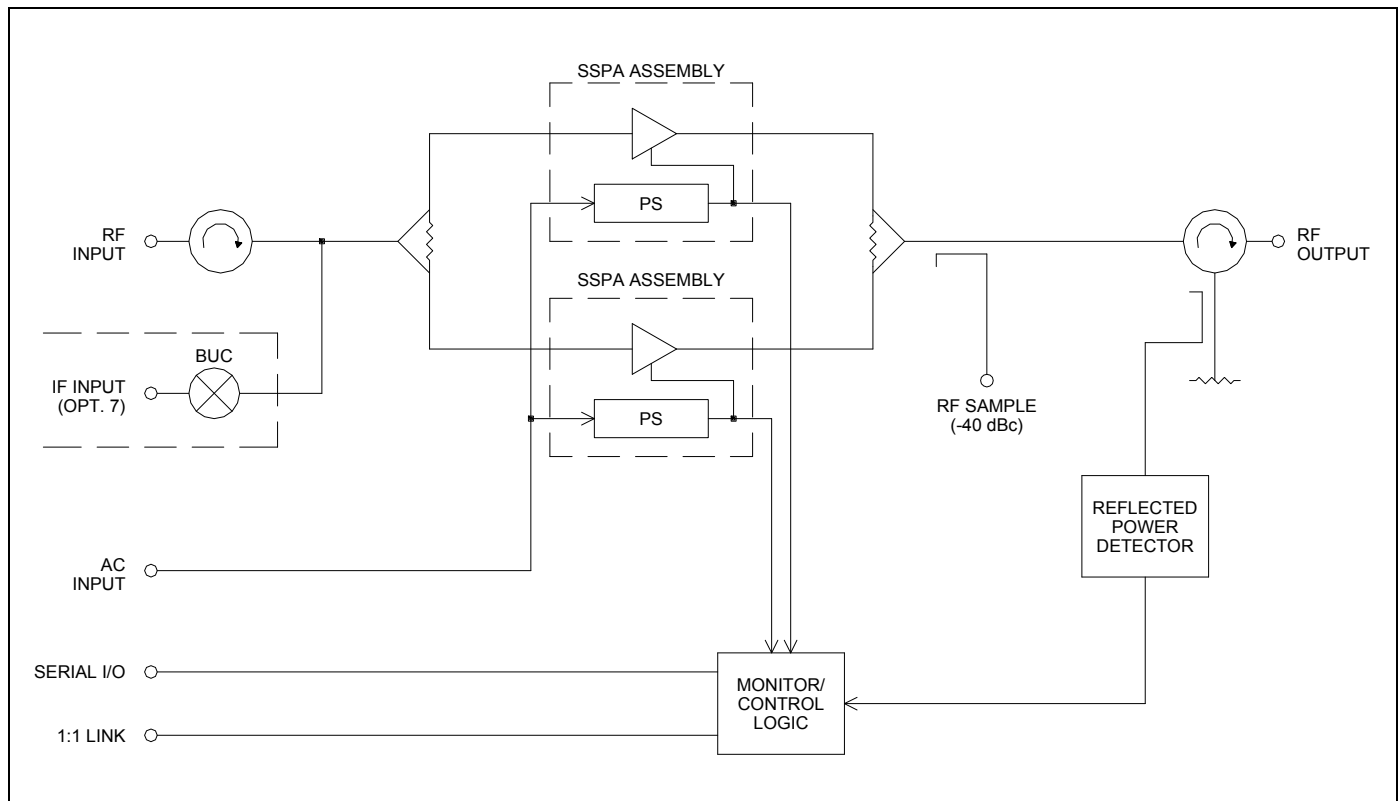 SSPA ASSEMBLY
PS
RF
INPUT
RF
OUTPUT
SSPA ASSEMBLY
BUC
IF INPUT
(OPT. 7)
PS
RF SAMPLE
(-40 dBc)
REFLECTED
POWER
DETECTOR
AC
INPUT
SERIAL I/O
MONITOR/
CONTROL
LOGIC
1:1 LINK